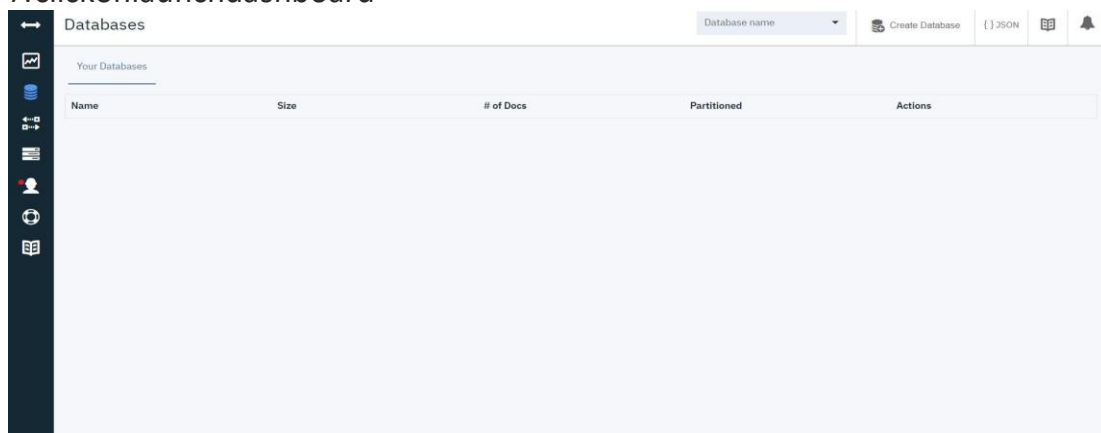 Databases
Database name
Create Database
{ } JSON
Your Databases
Name Size # of Docs Partitioned Actions